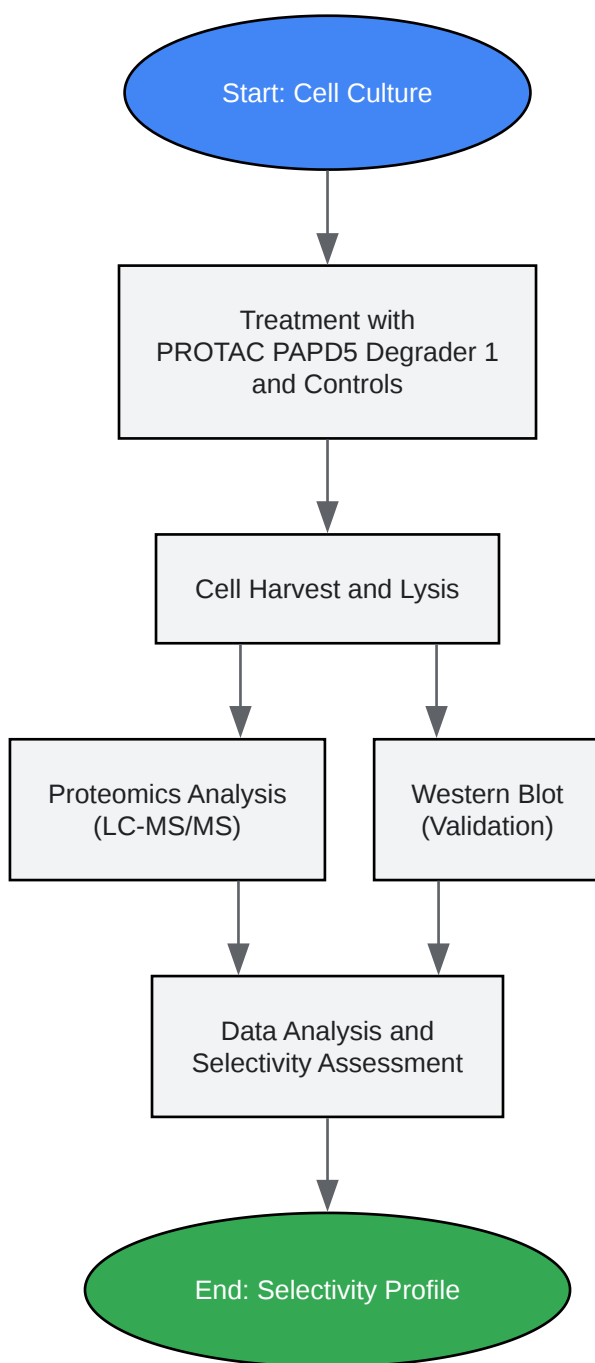 Start: Cell Culture
Treatment with
PROTAC PAPD5 Degrader 1
and Controls
Cell Harvest and Lysis
Proteomics Analysis
(LC-MS/MS)
Western Blot
(Validation)
Data Analysis and
Selectivity Assessment
End: Selectivity Profile